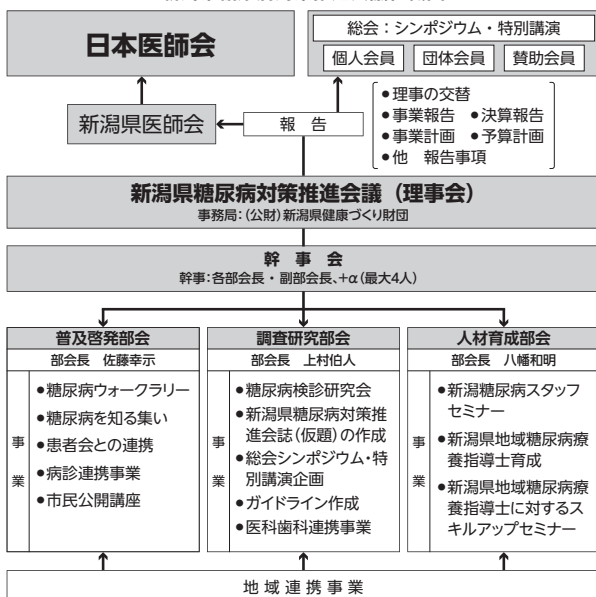 日本医師会
総会：シンポジウム・特別講演
個人会員 団体会員 賛助会員
新潟県医師会
報告
●理事の交替
●事業報告 ●決算報告
●事業計画 ●予算計画
●他 報告事項
新潟県糖尿病対策推進会議（理事会）
事務局：（公財）新潟県健康づくり財団
幹事会
幹事：各部会長・副部会長、+α（最大4人）
普及啓発部会
部会長 佐藤幸示
事業
●糖尿病ウォークラリー
●糖尿病を知る集い
●患者会との連携
●病診連携事業
●市民公開講座
調査研究部会
部会長 上村伯人
事業
●糖尿病検診研究会
●新潟県糖尿病対策推
進会誌（仮題）の作成
●総会シンポジウム・特
別講演企画
●ガイドライン作成
●医科歯科連携事業
人材育成部会
部会長 八幡和明
事業
●新潟糖尿病スタッフ
セミナー
●新潟県地域糖尿病療
養指導士育成
●新潟県地域糖尿病療
養指導士に対するス
キルアップセミナー
地域連携事業